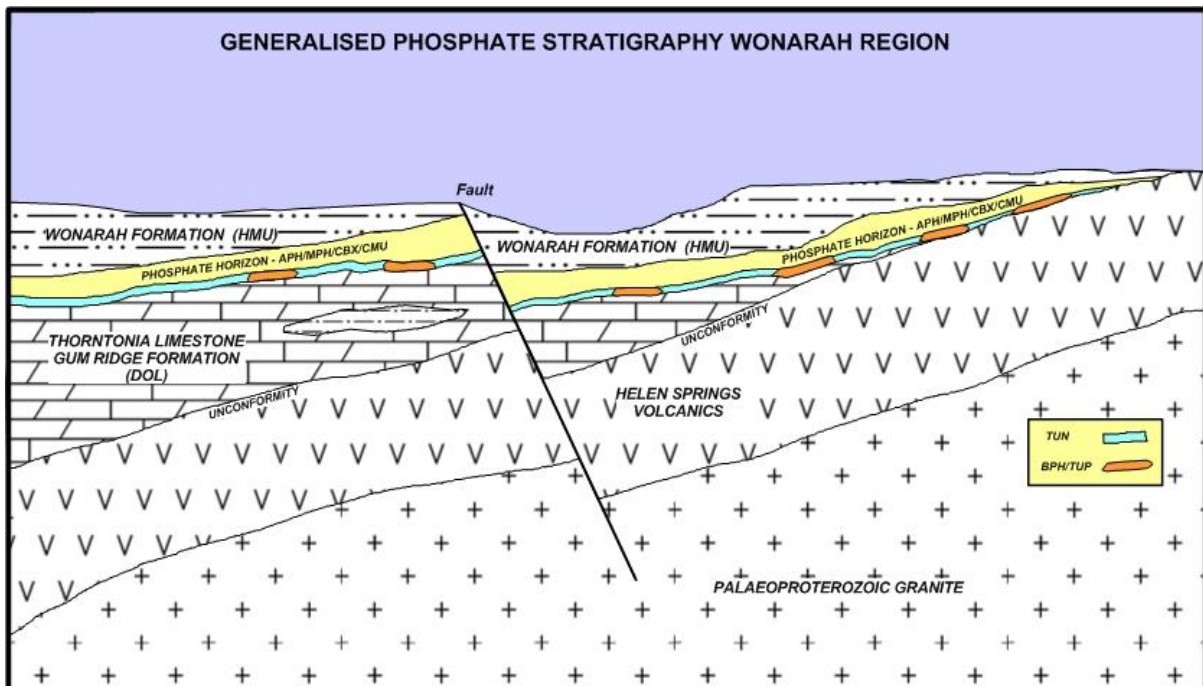 GENERALISED PHOSPHATE STRATIGRAPHY WONARAH REGION
Fault
WONARAH FORMATION (HMU)
WONARAH FORMATION (HMU)
PHOSPHATE HORIZON - APH/MPH/CBX/CMU
PHOSPHATE HORIZON - APH/MPH/CBX/CMU
THORNTONIA LIMESTONE
GUM RIDGE FORMATION
(DOL)
UNCONFORMITY
UNCONFORMITY
HELEN SPRINGS
VOLCANICS
TUN
BPH/TUP
PALAEOPROTEROZOIC GRANITE